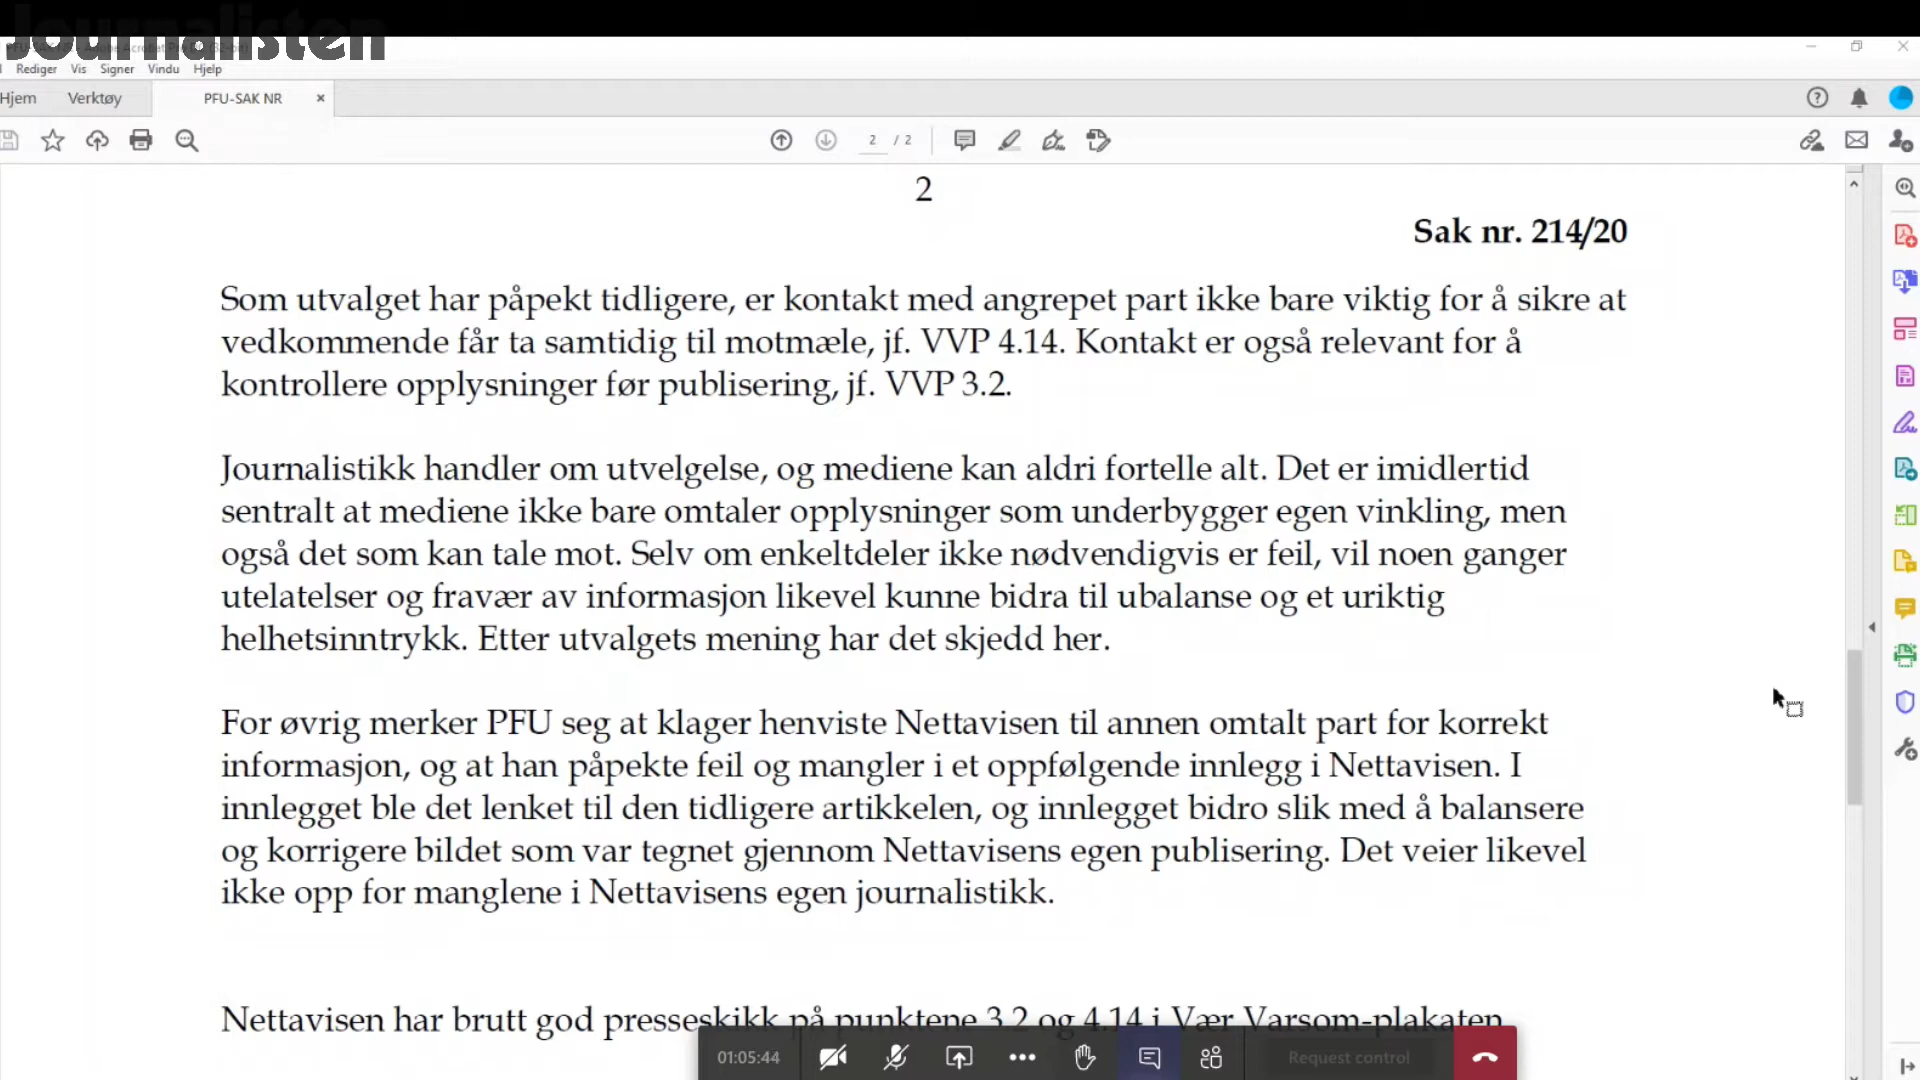 Journalisten
Rediger Vis Signer Vindu Hjelp
Hjem Verktøy PFU-SAK NR
2 / 2
2
Sak nr. 214/20
Som utvalget har påpekt tidligere, er kontakt med angrepet part ikke bare viktig for å sikre at
vedkommende får ta samtidig til motmæle, jf. VVP 4.14. Kontakt er også relevant for å
kontrollere opplysninger før publisering, jf. VVP 3.2.
Journalistikk handler om utvelgelse, og mediene kan aldri fortelle alt. Det er imidlertid
sentralt at mediene ikke bare omtaler opplysninger som underbygger egen vinkling, men
også det som kan tale mot. Selv om enkeltdeler ikke nødvendigvis er feil, vil noen ganger
utelatelser og fravær av informasjon likevel kunne bidra til ubalanse og et uriktig
helhetsinntrykk. Etter utvalgets mening har det skjedd her.
For øvrig merker PFU seg at klager henviste Nettavisen til annen omtalt part for korrekt
informasjon, og at han påpekte feil og mangler i et oppfølgende innlegg i Nettavisen. I
innlegget ble det lenket til den tidligere artikkelen, og innlegget bidro slik med å balansere
og korrigere bildet som var tegnet gjennom Nettavisens egen publisering. Det veier likevel
ikke opp for manglene i Nettavisens egen journalistikk.
Nettavisen har brutt god presseskikk på punktene 3.2 og 4.14 i Vær Varsom-plakaten
01:05:44 Request control